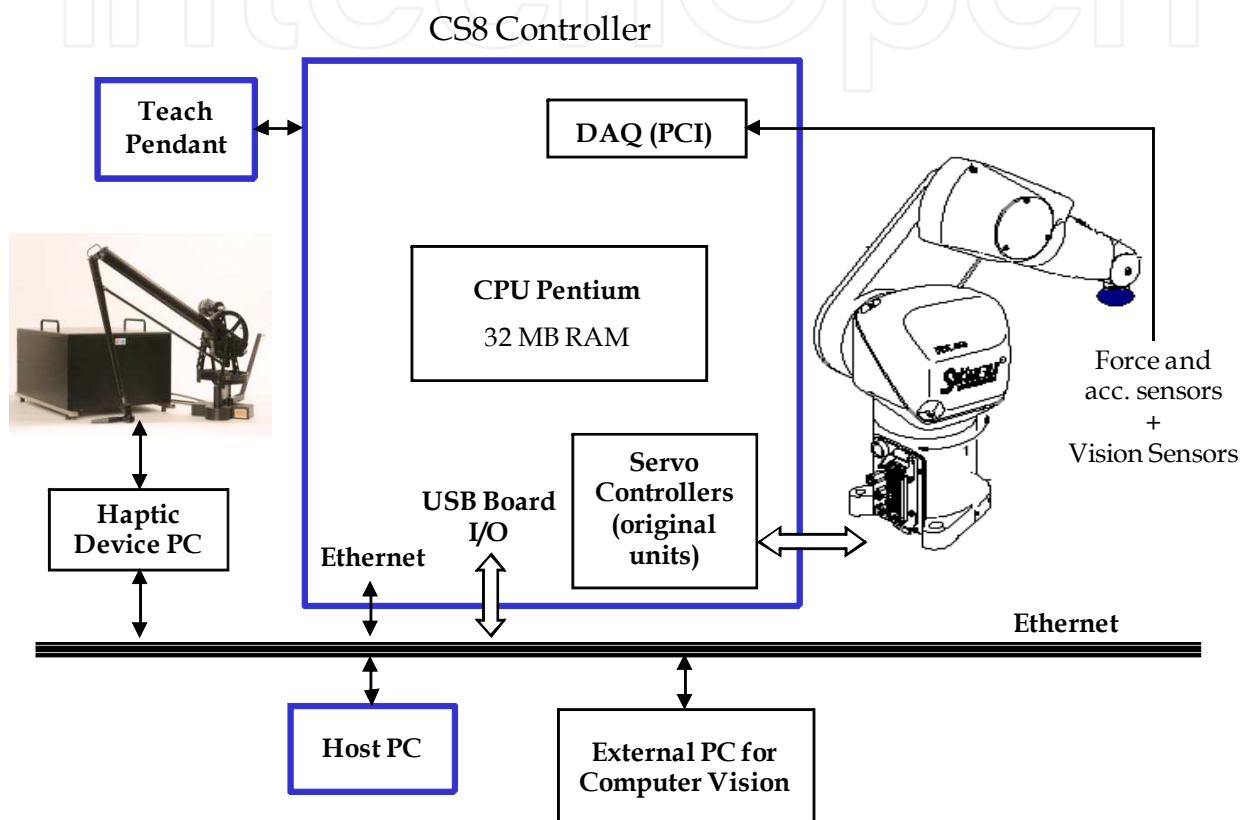 CS8 Controller
Teach
Pendant
DAQ (PCI)
CPU Pentium
32 MB RAM
Force and
acc. sensors
+
Vision Sensors
Servo
Controllers
(original
units)
USB Board
I/O
Ethernet
Haptic
Device PC
Ethernet
Host PC
External PC for
Computer Vision